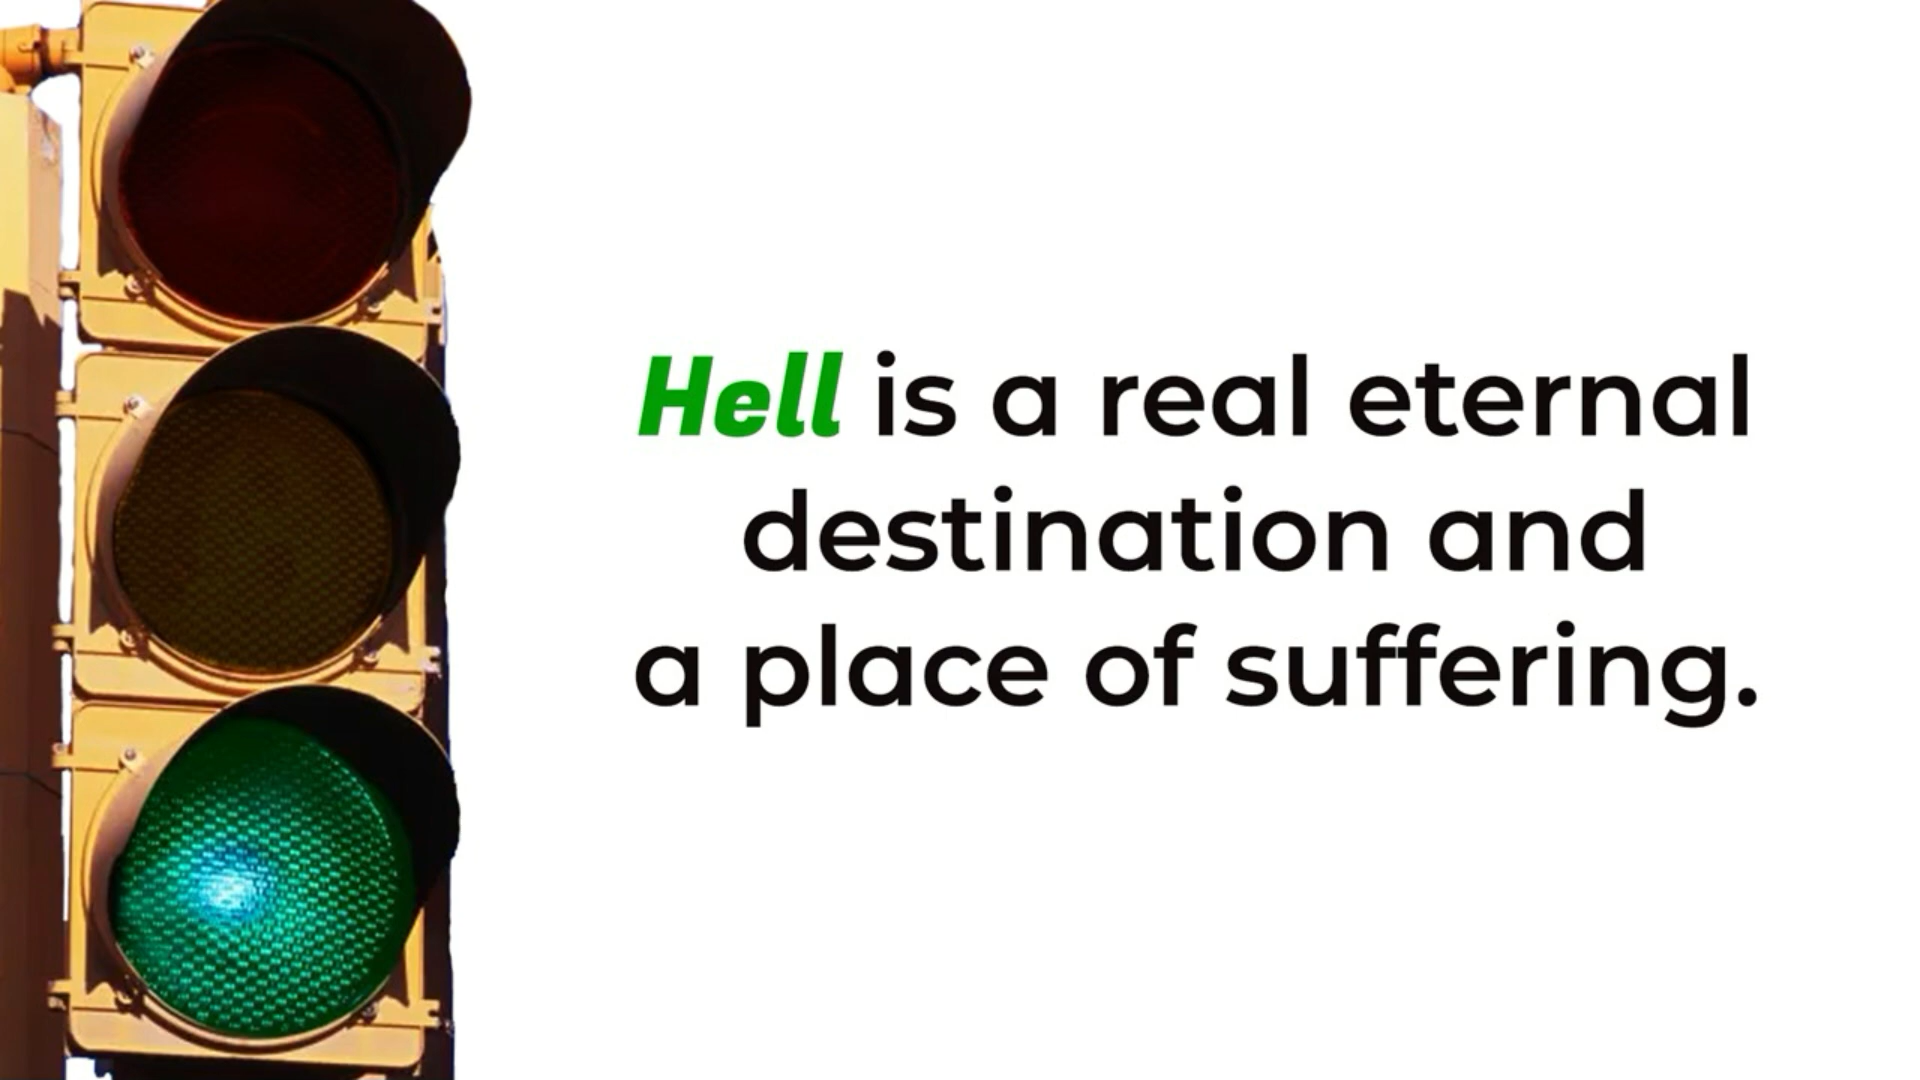 Hell is a real eternal
destination and
a place of suffering.